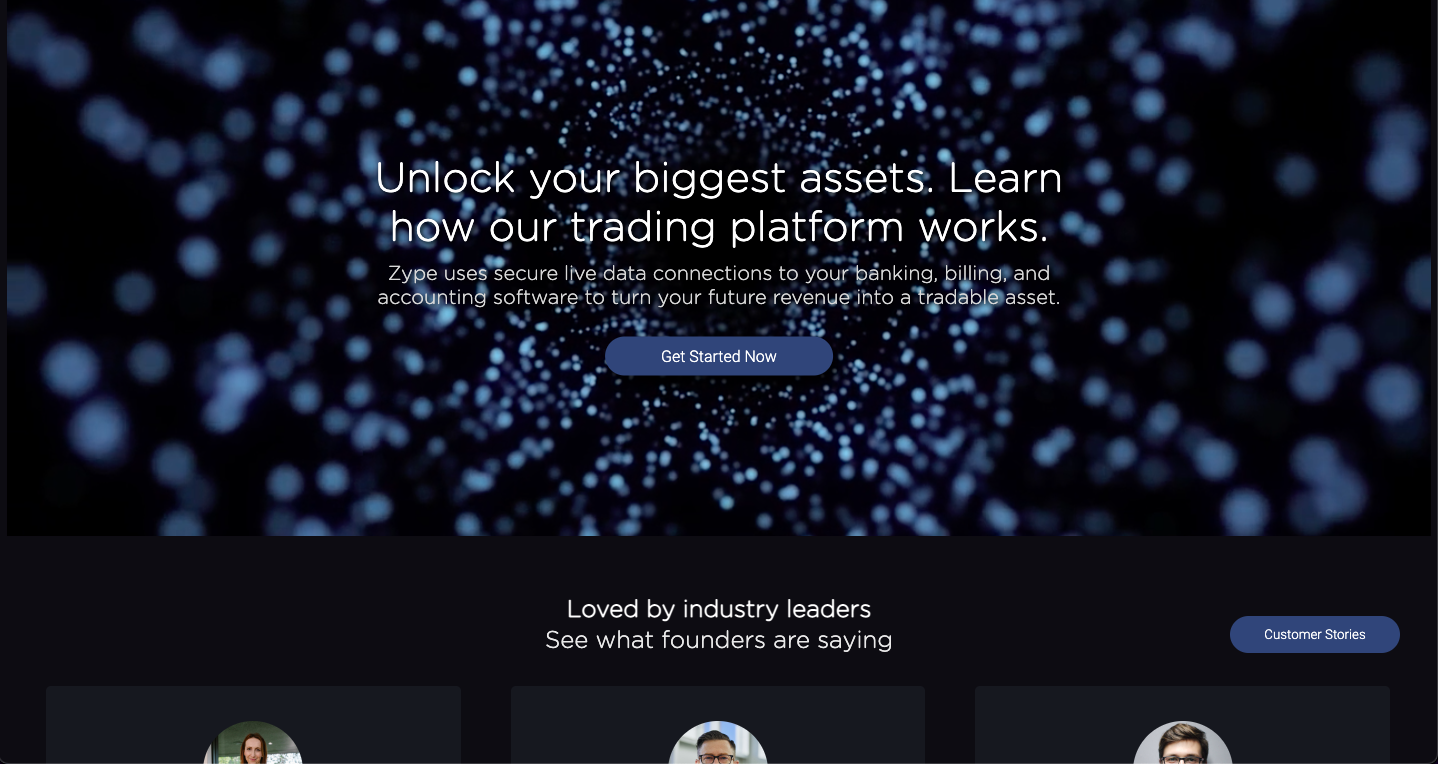 Unlock your biggest assets. Learn
how our trading platform works.
Zype uses secure live data connections to your banking, billing, and
accounting software to turn your future revenue into a tradable asset.
Get Started Now
Loved by industry leaders
See what founders are saying
Customer Stories